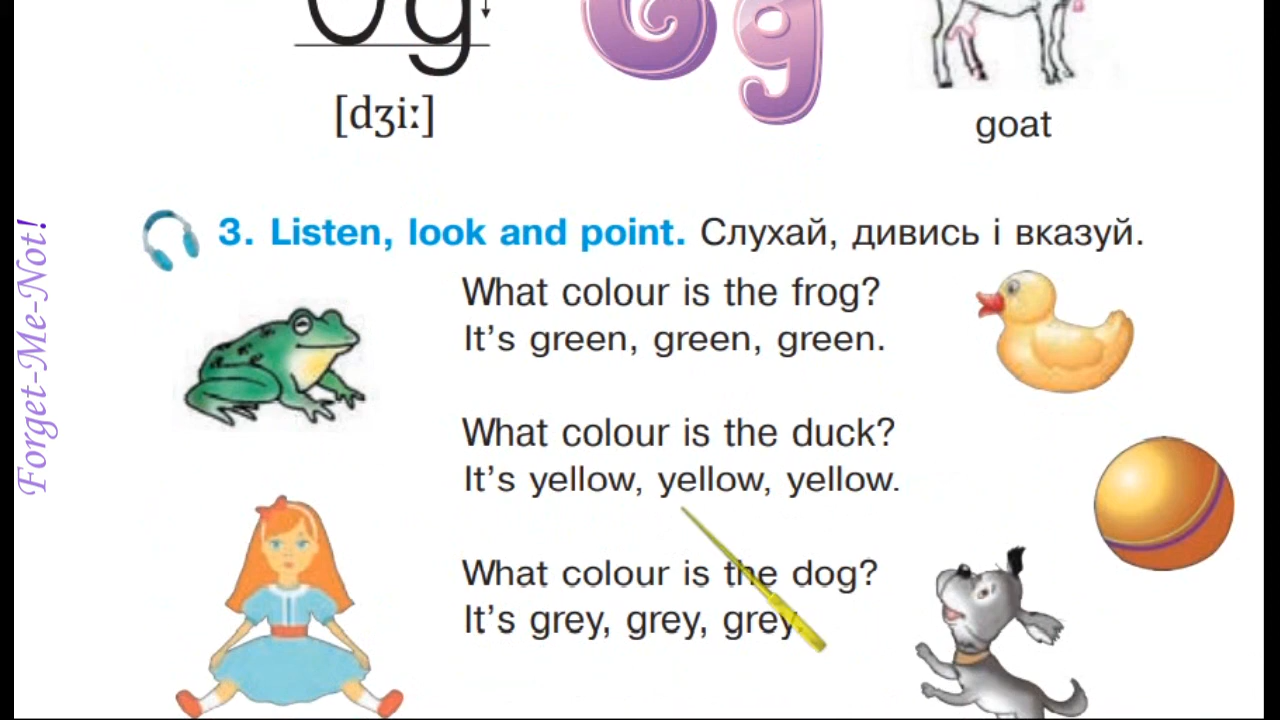 Gg
Gg
[dʒiː]
goat
3. Listen, look and point. Слухай, дивись і вказуй.
What colour is the frog?
It's green, green, green.
What colour is the duck?
It's yellow, yellow, yellow.
What colour is the dog?
It's grey, grey, grey.
Forget-Me-Not!